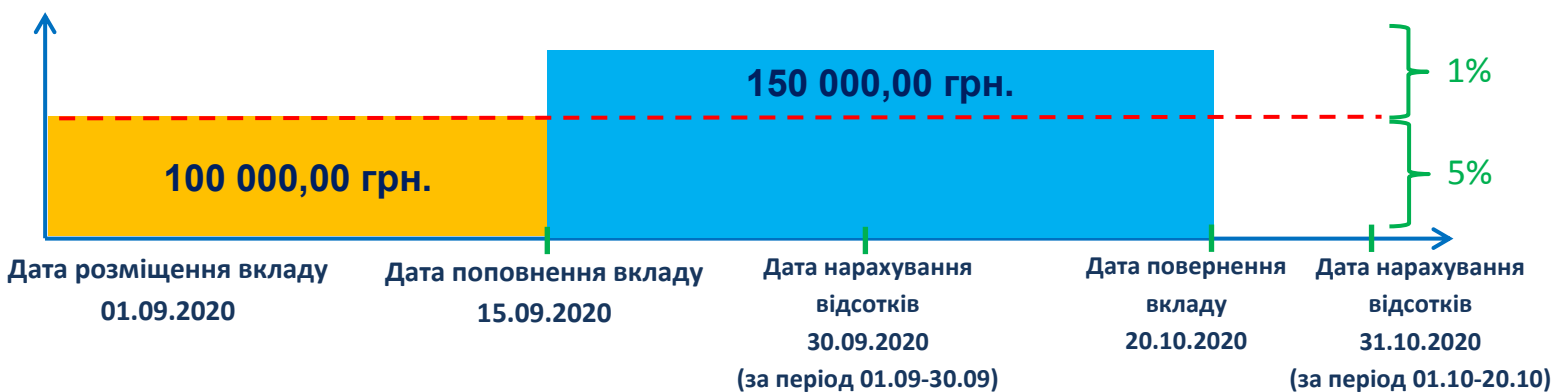 1%
150 000,00 грн.
5%
100 000,00 грн.
Дата розміщення вкладу
01.09.2020
Дата поповнення вкладу
15.09.2020
Дата нарахування
відсотків
30.09.2020
(за період 01.09-30.09)
Дата повернення
вкладу
20.10.2020
Дата нарахування
відсотків
31.10.2020
(за період 01.10-20.10)